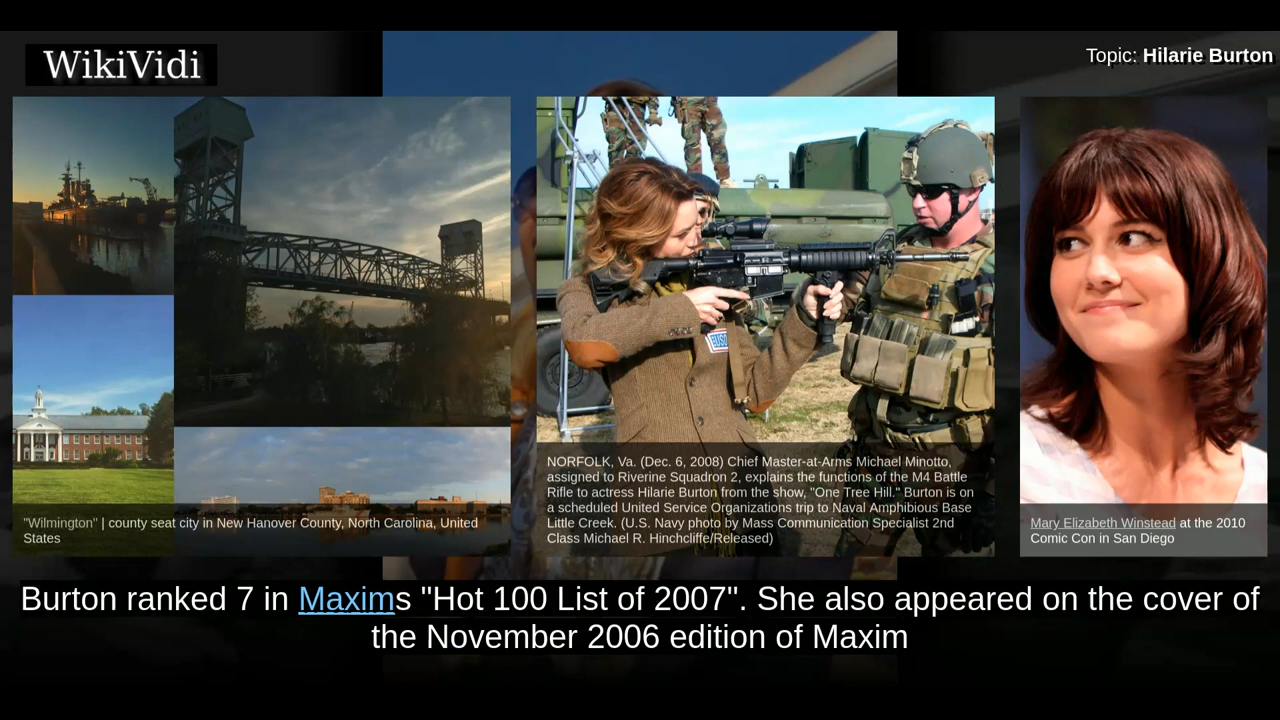 WikiVidi
Topic: Hilarie Burton
"Wilmington" | county seat city in New Hanover County, North Carolina, United
States
NORFOLK, Va. (Dec. 6, 2008) Chief Master-at-Arms Michael Minotto,
assigned to Riverine Squadron 2, explains the functions of the M4 Battle
Rifle to actress Hilarie Burton from the show, "One Tree Hill." Burton is on
a scheduled United Service Organizations trip to Naval Amphibious Base
Little Creek. (U.S. Navy photo by Mass Communication Specialist 2nd
Class Michael R. Hinchcliffe/Released)
Mary Elizabeth Winstead at the 2010
Comic Con in San Diego
Burton ranked 7 in Maxims "Hot 100 List of 2007". She also appeared on the cover of
the November 2006 edition of Maxim